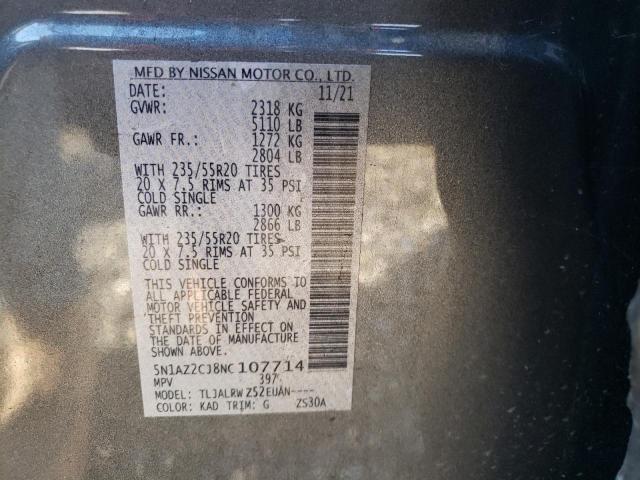 MFD BY NISSAN MOTOR CO., LTD.
DATE: 11/21
GVWR: 2318 KG
5110 LB
GAWR FR.: 1272 KG
2804 LB
WITH 235/55R20 TIRES
20 X 7.5 RIMS AT 35 PSI
COLD SINGLE
GAWR RR.: 1300 KG
2866 LB
WITH 235/55R20 TIRES
20 X 7.5 RIMS AT 35 PSI
COLD SINGLE
THIS VEHICLE CONFORMS TO
ALL APPLICABLE FEDERAL
MOTOR VEHICLE SAFETY AND
THEFT PREVENTION
STANDARDS IN EFFECT ON
THE DATE OF MANUFACTURE
SHOWN ABOVE.
5N1AZ2CJ8NC107714
MPV 397
MODEL: TLJALRWZ52EUAN----
COLOR: KAD TRIM: G ZS30A